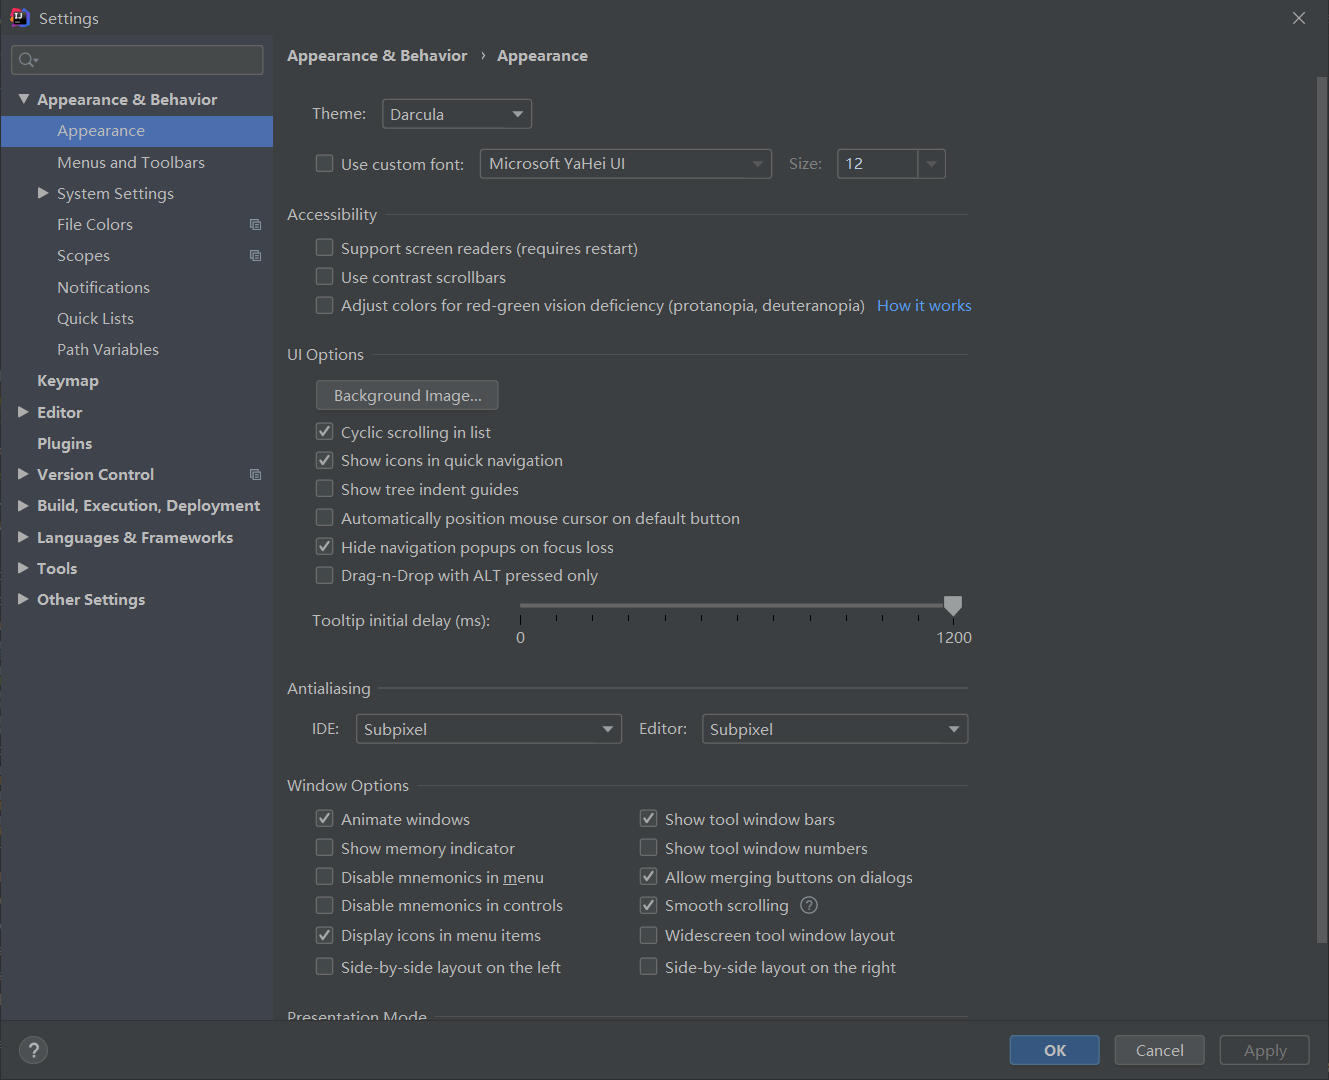 Settings
Appearance & Behavior
Appearance
Menus and Toolbars
System Settings
File Colors
Scopes
Notifications
Quick Lists
Path Variables
Keymap
Editor
Plugins
Version Control
Build, Execution, Deployment
Languages & Frameworks
Tools
Other Settings
Appearance & Behavior › Appearance
Theme: Darcula
Use custom font: Microsoft YaHei UI Size: 12
Accessibility
Support screen readers (requires restart)
Use contrast scrollbars
Adjust colors for red-green vision deficiency (protanopia, deuteranopia) How it works
UI Options
Background Image...
Cyclic scrolling in list
Show icons in quick navigation
Show tree indent guides
Automatically position mouse cursor on default button
Hide navigation popups on focus loss
Drag-n-Drop with ALT pressed only
Tooltip initial delay (ms):
0 1200
Antialiasing
IDE: Subpixel Editor: Subpixel
Window Options
Animate windows Show tool window bars
Show memory indicator Show tool window numbers
Disable mnemonics in menu Allow merging buttons on dialogs
Disable mnemonics in controls Smooth scrolling ?
Display icons in menu items Widescreen tool window layout
Side-by-side layout on the left Side-by-side layout on the right
Presentation Mode
? OK Cancel Apply